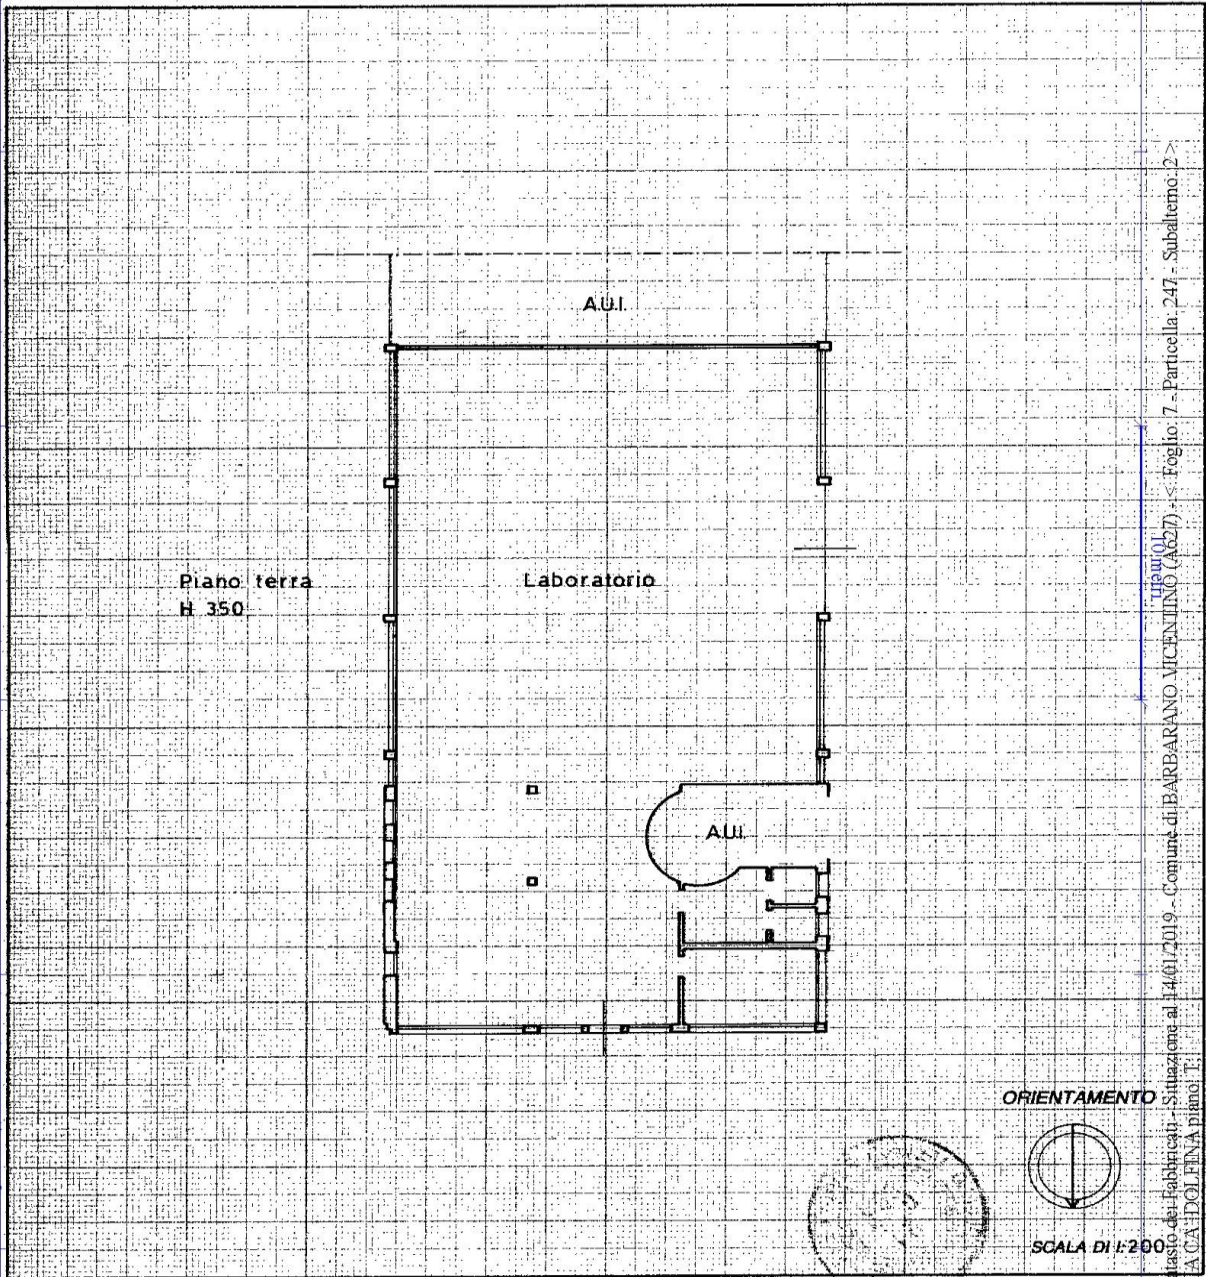 A.U.I.
Piano terra
H 350
Laboratorio
A.U.I.
ORIENTAMENTO
SCALA DI 1:200
10 metri
Catasto dei Fabbricati - Situazione al 14/01/2019 - Comune di BARBARANO VICENTINO (A627) - < Foglio: 7 - Particella: 247 - Subalterno: 2 >
CA' DOLFINA piano: T;